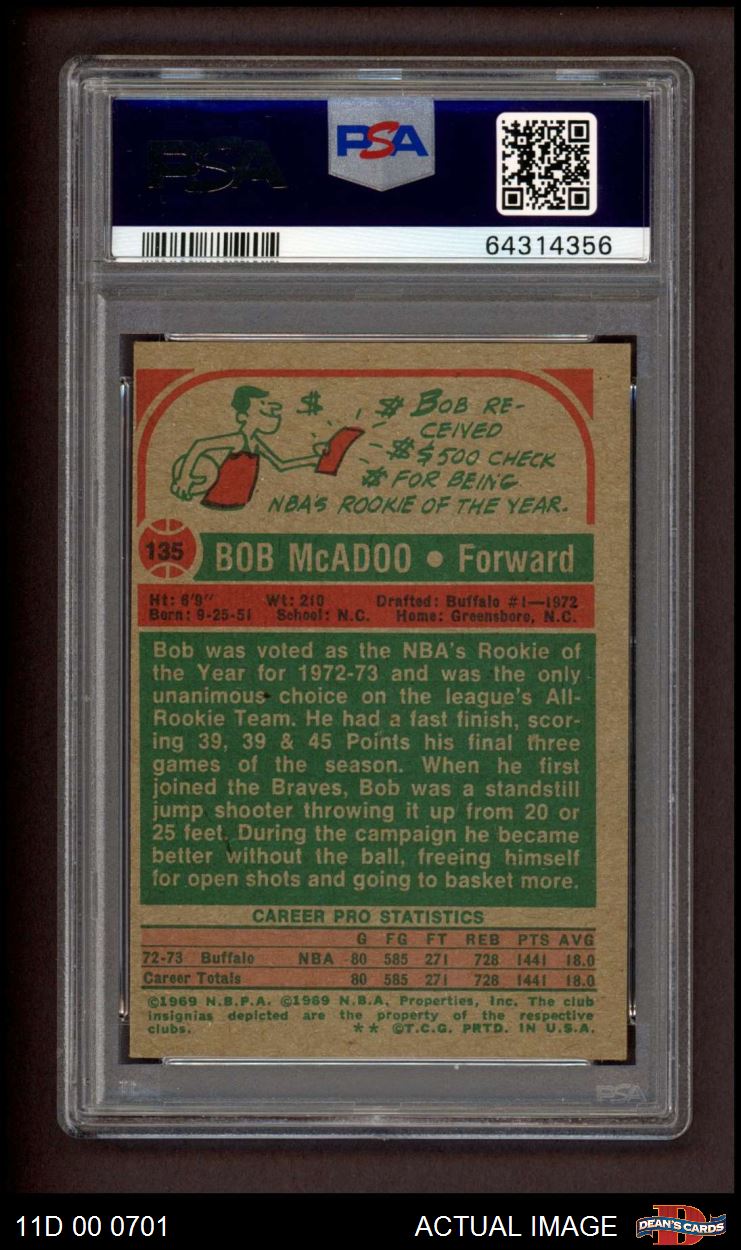 PSA
PSA
64314356
$ $ BOB RE-
CEIVED
$ $500 CHECK
$ FOR BEING
NBA'S ROOKIE OF THE YEAR.
135 BOB McADOO • Forward
Ht: 6'9" Wt: 210 Drafted: Buffalo #1—1972
Born: 9-25-51 School: N.C. Home: Greensboro, N.C.
Bob was voted as the NBA's Rookie of
the Year for 1972-73 and was the only
unanimous choice on the league's All-
Rookie Team. He had a fast finish, scor-
ing 39, 39 & 45 Points his final three
games of the season. When he first
joined the Braves, Bob was a standstill
jump shooter throwing it up from 20 or
25 feet. During the campaign he became
better without the ball, freeing himself
for open shots and going to basket more.
CAREER PRO STATISTICS
G FG FT REB PTS AVG
72-73 Buffalo NBA 80 585 271 728 1441 18.0
Career Totals 80 585 271 728 1441 18.0
©1969 N.B.P.A. ©1969 N.B.A. Properties, Inc. The club
insignias depicted are the property of the respective
clubs. ** ©T.C.G. PRTD. IN U.S.A.
PSA
11D 00 0701 ACTUAL IMAGE DEAN'S CARDS